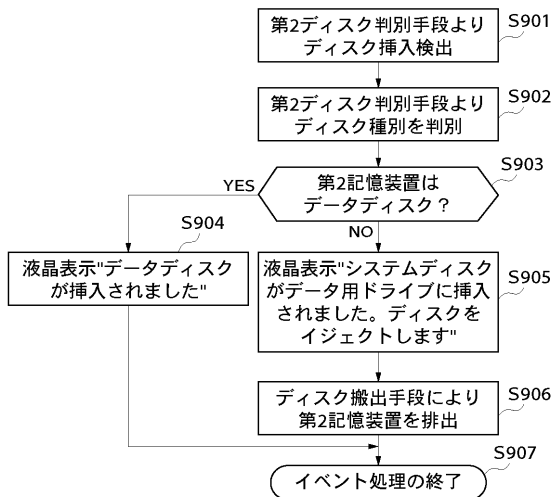 第2ディスク判別手段より
ディスク挿入検出
S901
第2ディスク判別手段より
ディスク種別を判別
S902
第2記憶装置は
データディスク？
S903
YES
NO
S904
液晶表示"データディスク
が挿入されました"
液晶表示"システムディスク
がデータ用ドライブに挿入
されました。ディスクを
イジェクトします"
S905
ディスク搬出手段により
第2記憶装置を排出
S906
イベント処理の終了
S907